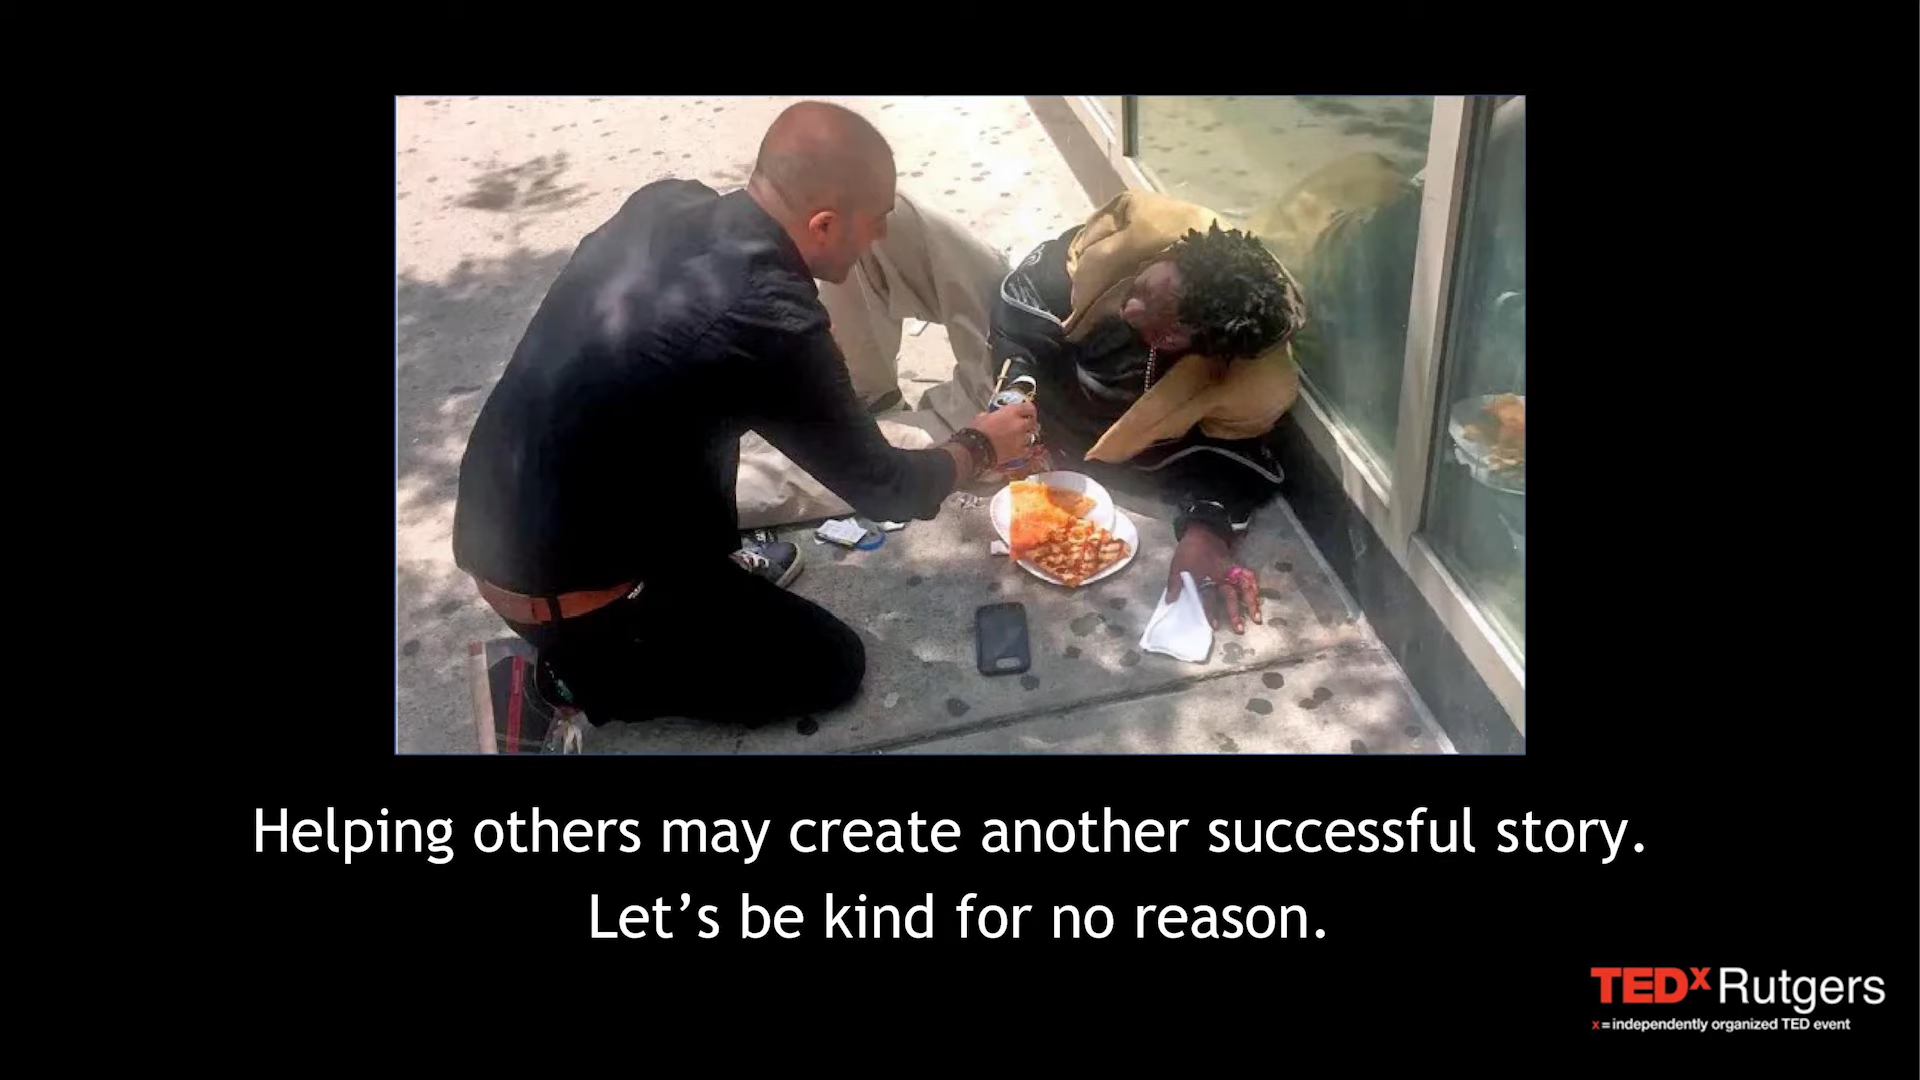 Helping others may create another successful story.
Let’s be kind for no reason.
TEDx Rutgers
x = independently organized TED event